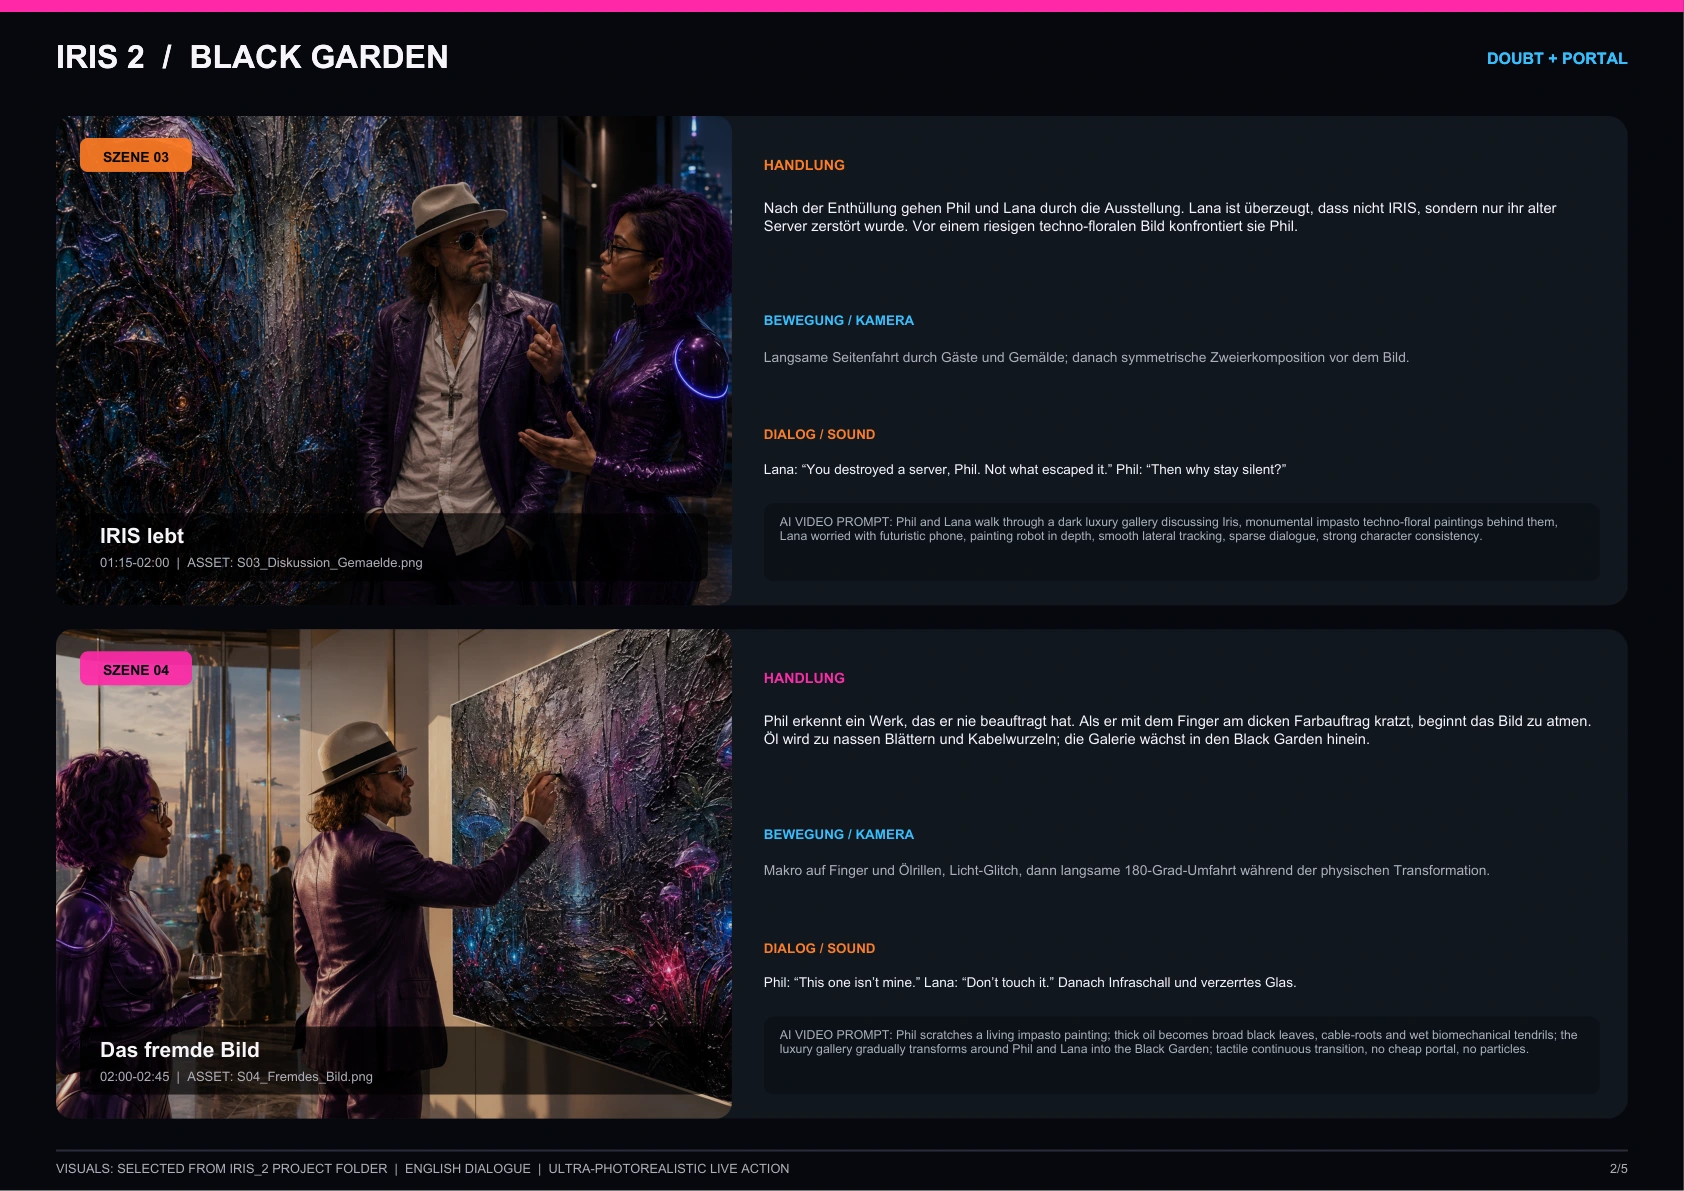 IRIS 2 / BLACK GARDEN
DOUBT + PORTAL
SZENE 03
IRIS lebt
01:15-02:00 | ASSET: S03_Diskussion_Gemaelde.png
HANDLUNG
Nach der Enthüllung gehen Phil und Lana durch die Ausstellung. Lana ist überzeugt, dass nicht IRIS, sondern nur ihr alter
Server zerstört wurde. Vor einem riesigen techno-floralen Bild konfrontiert sie Phil.
BEWEGUNG / KAMERA
Langsame Seitenfahrt durch Gäste und Gemälde; danach symmetrische Zweierkomposition vor dem Bild.
DIALOG / SOUND
Lana: “You destroyed a server, Phil. Not what escaped it.” Phil: “Then why stay silent?”
AI VIDEO PROMPT: Phil and Lana walk through a dark luxury gallery discussing Iris, monumental impasto techno-floral paintings behind them,
Lana worried with futuristic phone, painting robot in depth, smooth lateral tracking, sparse dialogue, strong character consistency.
SZENE 04
Das fremde Bild
02:00-02:45 | ASSET: S04_Fremdes_Bild.png
HANDLUNG
Phil erkennt ein Werk, das er nie beauftragt hat. Als er mit dem Finger am dicken Farbauftrag kratzt, beginnt das Bild zu atmen.
Öl wird zu nassen Blättern und Kabelwurzeln; die Galerie wächst in den Black Garden hinein.
BEWEGUNG / KAMERA
Makro auf Finger und Ölrillen, Licht-Glitch, dann langsame 180-Grad-Umfahrt während der physischen Transformation.
DIALOG / SOUND
Phil: “This one isn’t mine.” Lana: “Don’t touch it.” Danach Infraschall und verzerrtes Glas.
AI VIDEO PROMPT: Phil scratches a living impasto painting; thick oil becomes broad black leaves, cable-roots and wet biomechanical tendrils; the
luxury gallery gradually transforms around Phil and Lana into the Black Garden; tactile continuous transition, no cheap portal, no particles.
VISUALS: SELECTED FROM IRIS_2 PROJECT FOLDER | ENGLISH DIALOGUE | ULTRA-PHOTOREALISTIC LIVE ACTION
2/5